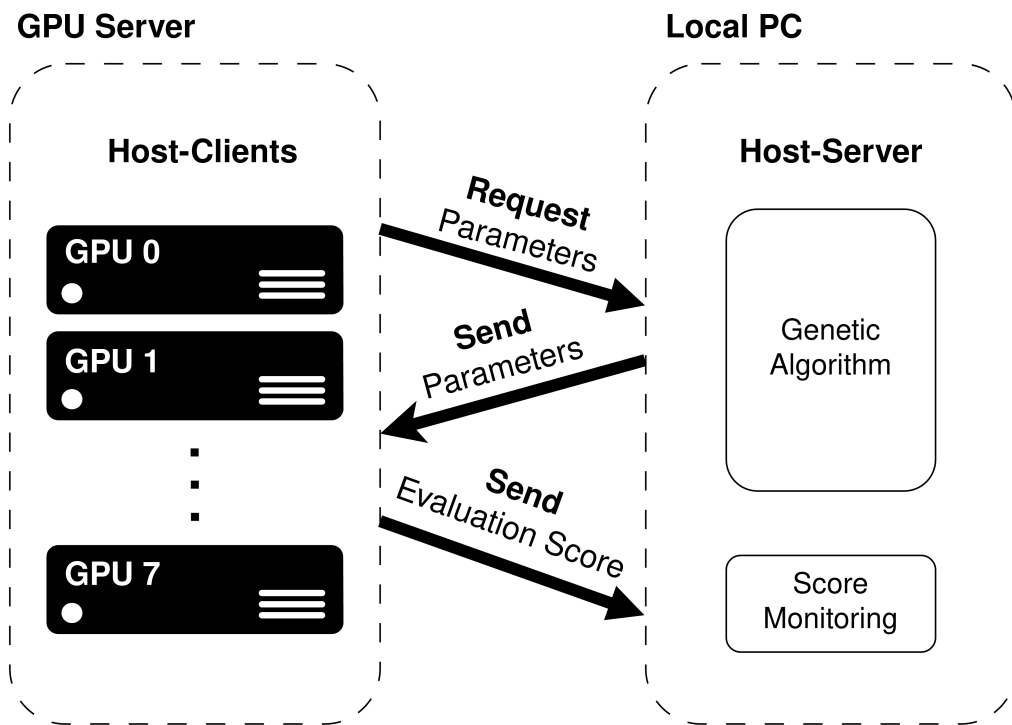 GPU Server
Host-Clients
GPU 0
GPU 1
GPU 7
Request
Parameters
Send
Parameters
Send
Evaluation Score
Local PC
Host-Server
Genetic
Algorithm
Score
Monitoring